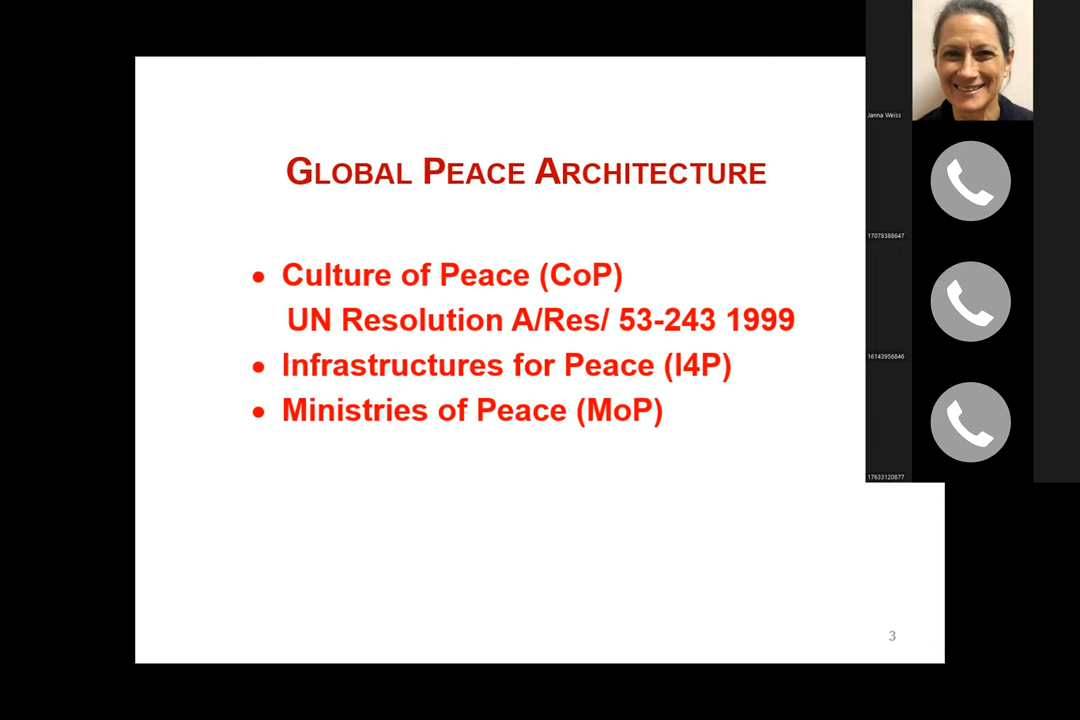 GLOBAL PEACE ARCHITECTURE
• Culture of Peace (CoP)
UN Resolution A/Res/ 53-243 1999
• Infrastructures for Peace (I4P)
• Ministries of Peace (MoP)
3
Janna Weiss
17078388647
16143956846
17633120877